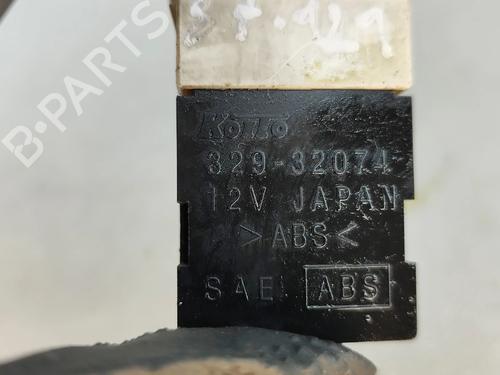 B-PARTS
KOITO
329-32074
12V JAPAN
>ABS<
SAE ABS